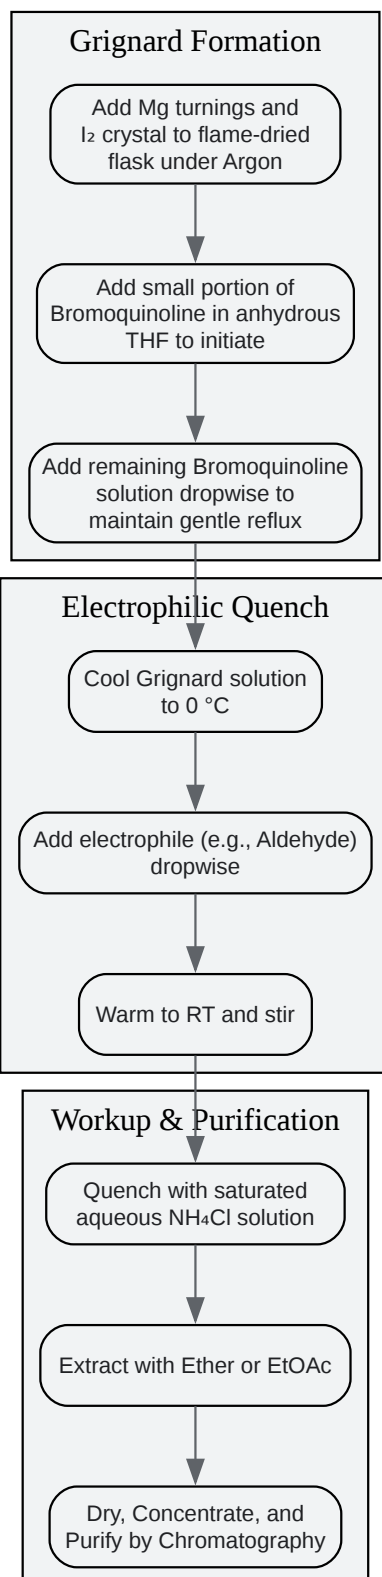 Grignard Formation
Add Mg turnings and
I₂ crystal to flame-dried
flask under Argon
Add small portion of
Bromoquinoline in anhydrous
THF to initiate
Add remaining Bromoquinoline
solution dropwise to
maintain gentle reflux
Electrophilic Quench
Cool Grignard solution
to 0 °C
Add electrophile (e.g., Aldehyde)
dropwise
Warm to RT and stir
Workup & Purification
Quench with saturated
aqueous NH₄Cl solution
Extract with Ether or EtOAc
Dry, Concentrate, and
Purify by Chromatography